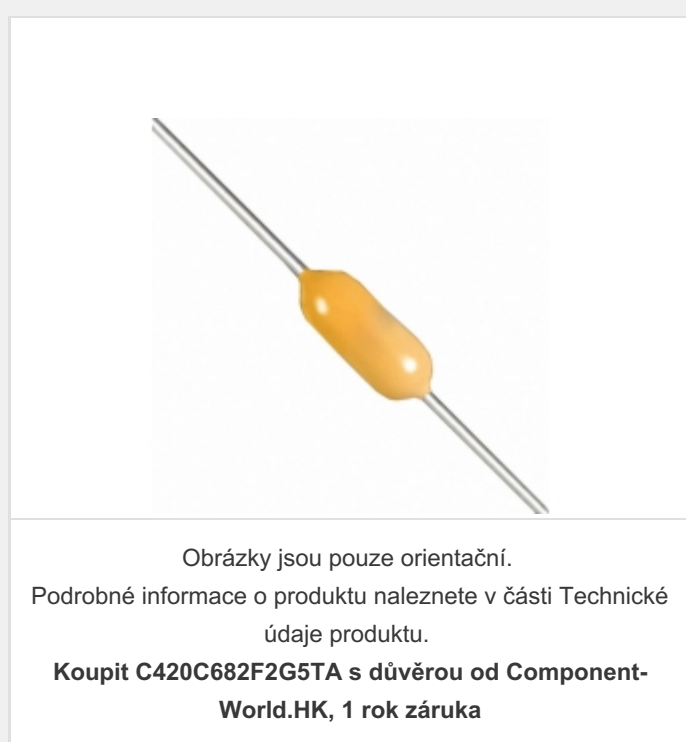 Obrázky jsou pouze orientační.
Podrobné informace o produktu naleznete v části Technické
údaje produktu.
Koupit C420C682F2G5TA s důvěrou od Component-
World.HK, 1 rok záruka